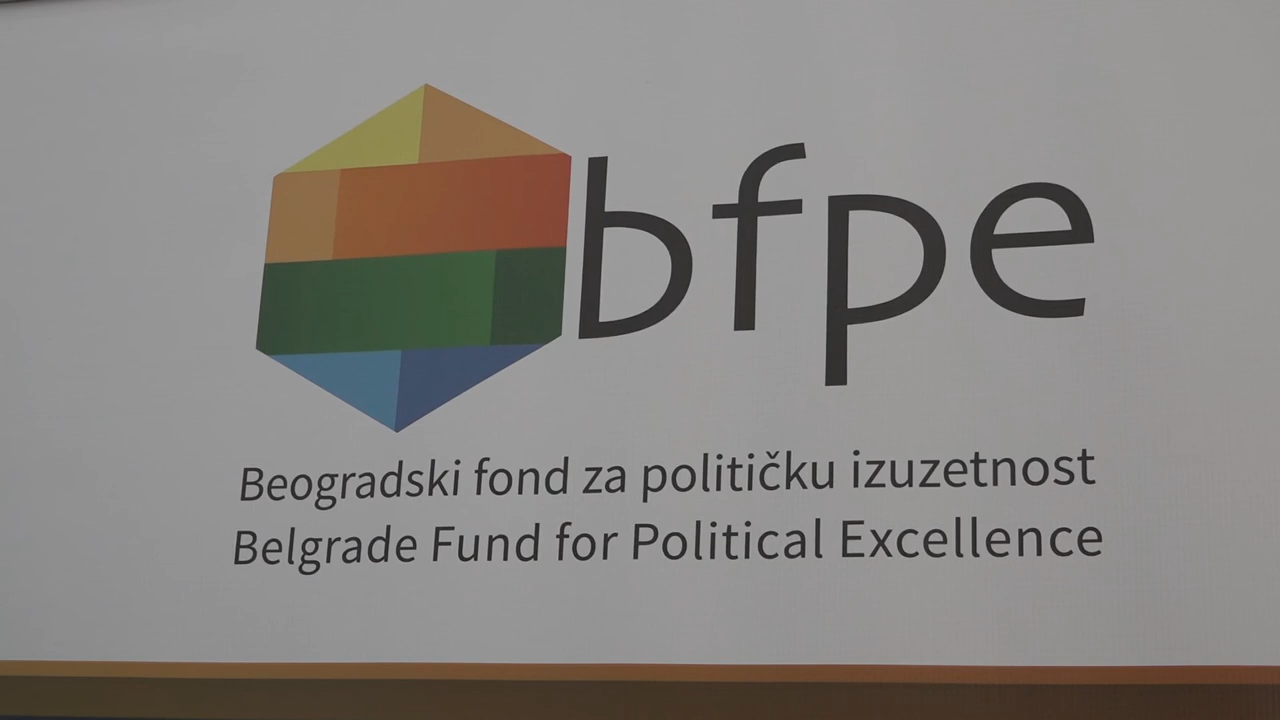 bfpe
Beogradski fond za političku izuzetnost
Belgrade Fund for Political Excellence